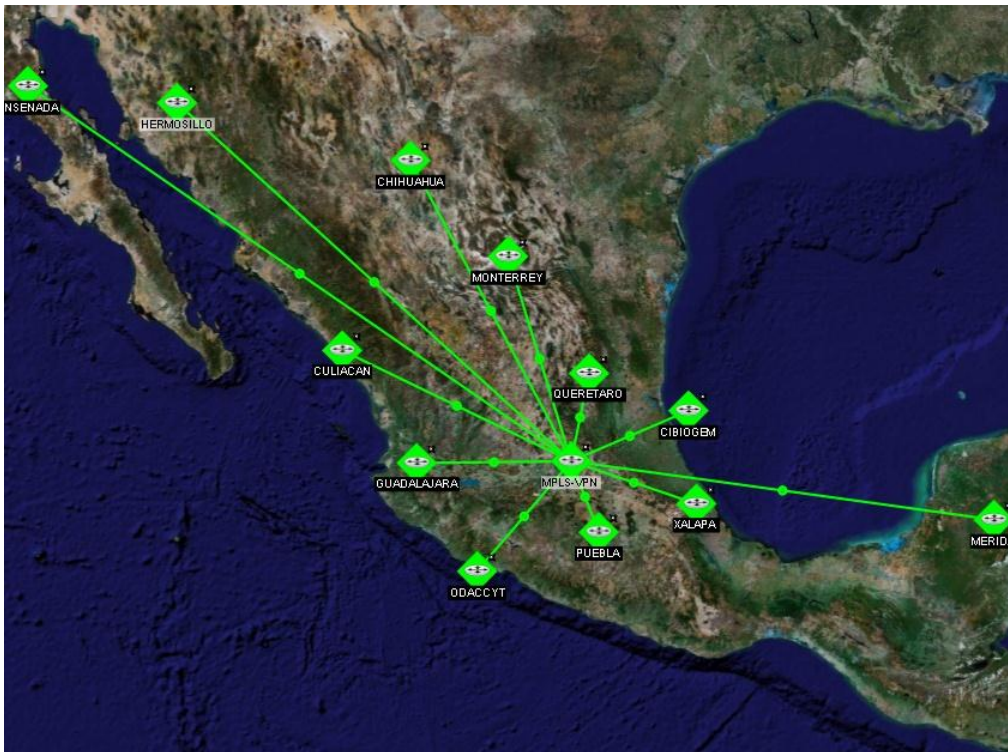 NSENADA
HERMOSILLO
CHIHUAHUA
MONTERREY
CULIACAN
QUERETARO
CIBIOGEM
GUADALAJARA
MPLS-VPN
XALAPA
MERID
PUEBLA
ODACCYT